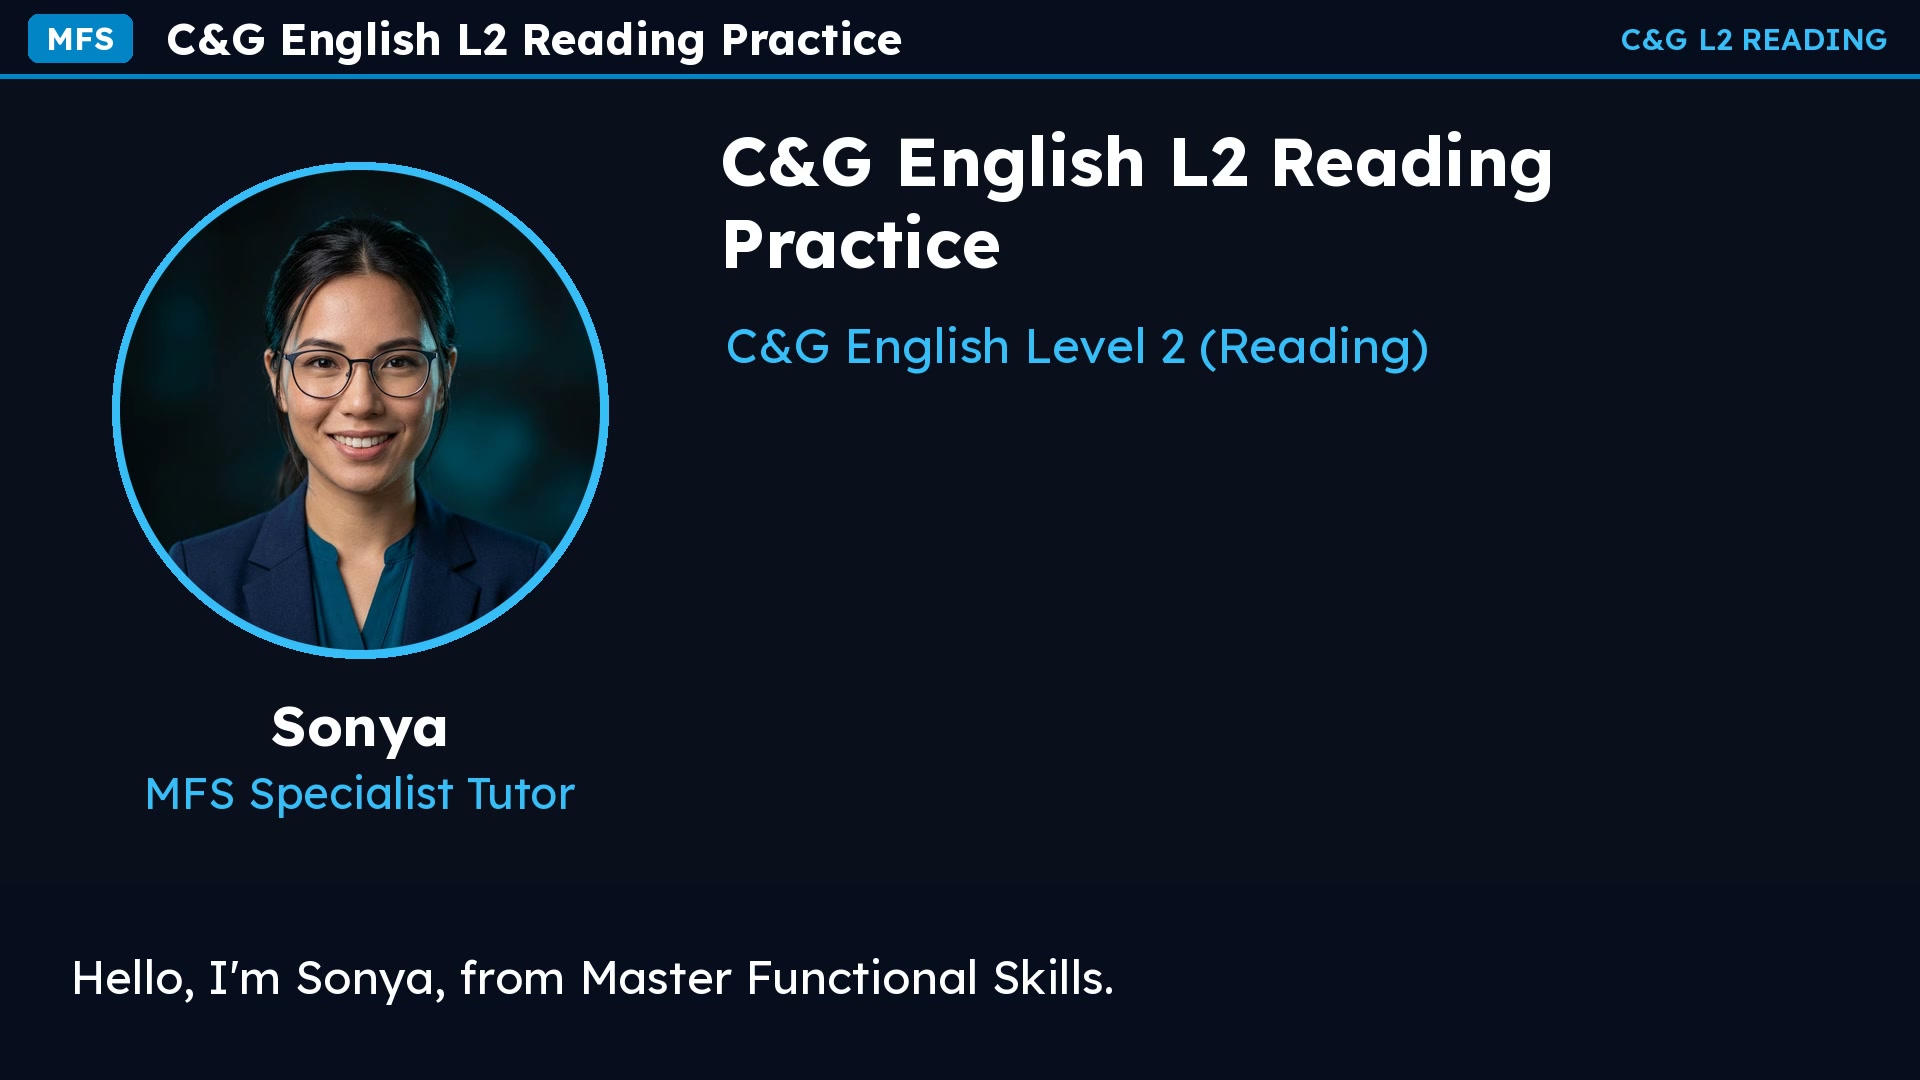 MFS
C&G English L2 Reading Practice
C&G L2 READING
C&G English L2 Reading
Practice
C&G English Level 2 (Reading)
Sonya
MFS Specialist Tutor
Hello, I'm Sonya, from Master Functional Skills.